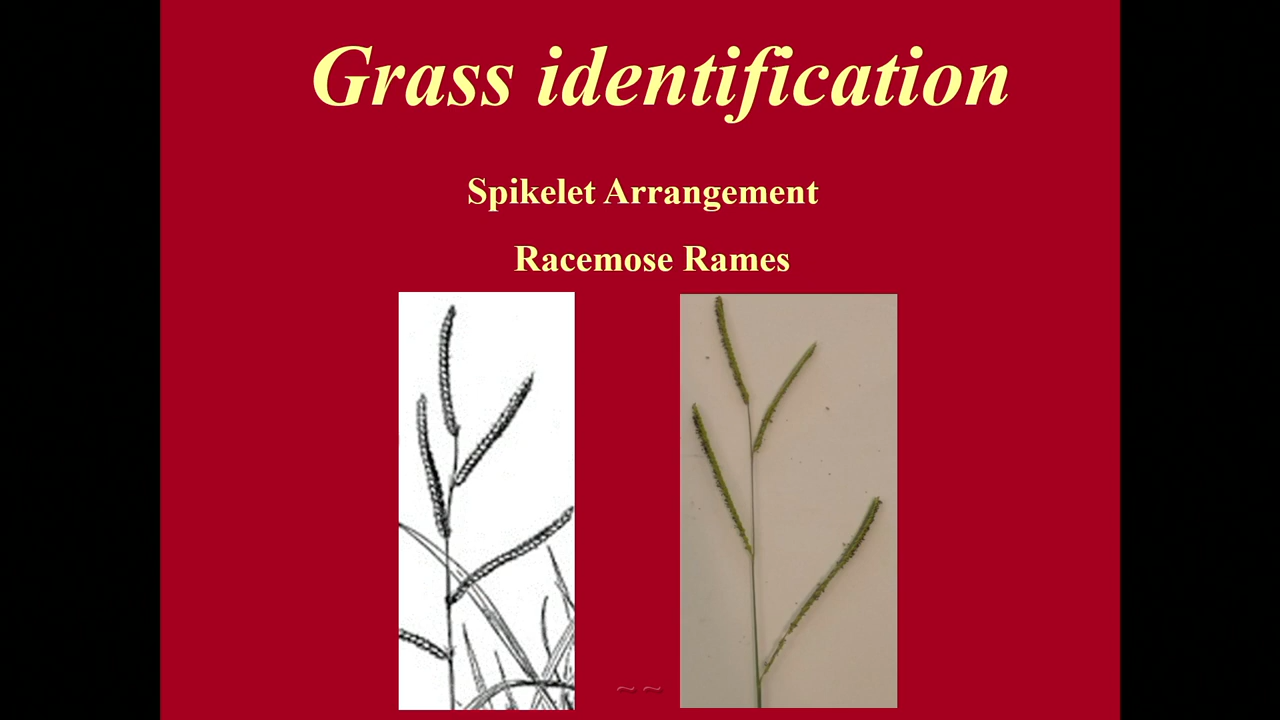 Grass identification
Spikelet Arrangement
Racemose Rames
~ ~